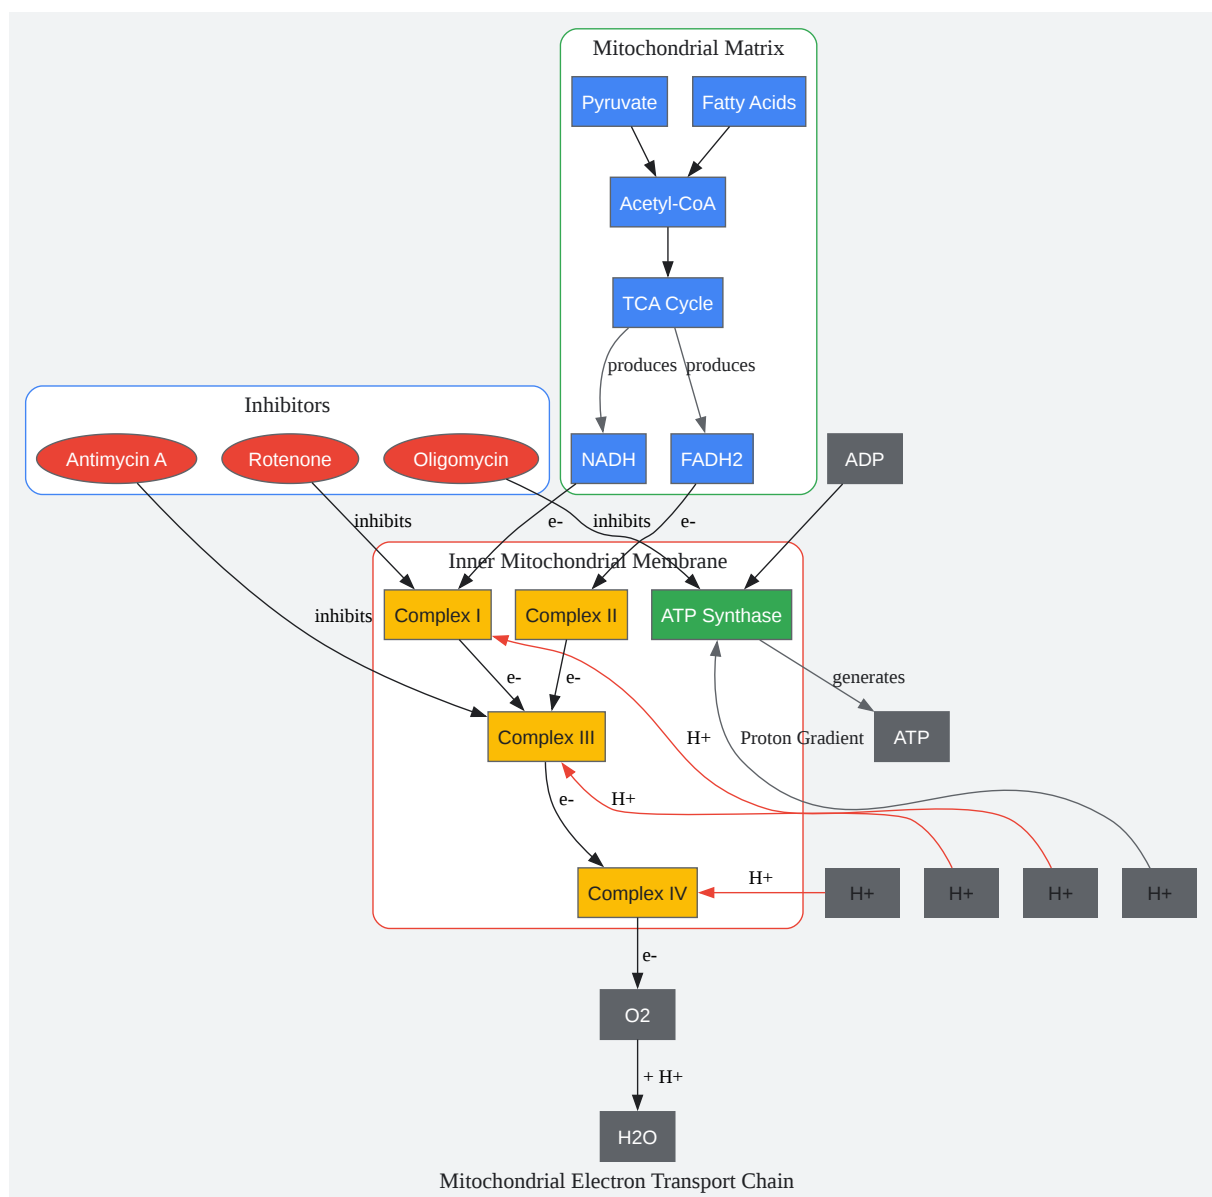 Mitochondrial Matrix
Pyruvate
Fatty Acids
Acetyl-CoA
TCA Cycle
produces
produces
Inhibitors
Antimycin A
Rotenone
Oligomycin
NADH
FADH2
ADP
inhibits
e-
inhibits
e-
Inner Mitochondrial Membrane
inhibits
Complex I
Complex II
ATP Synthase
e-
e-
generates
Complex III
H+
Proton Gradient
ATP
e-
H+
Complex IV
H+
H+
H+
H+
H+
e-
O2
+ H+
H2O
Mitochondrial Electron Transport Chain